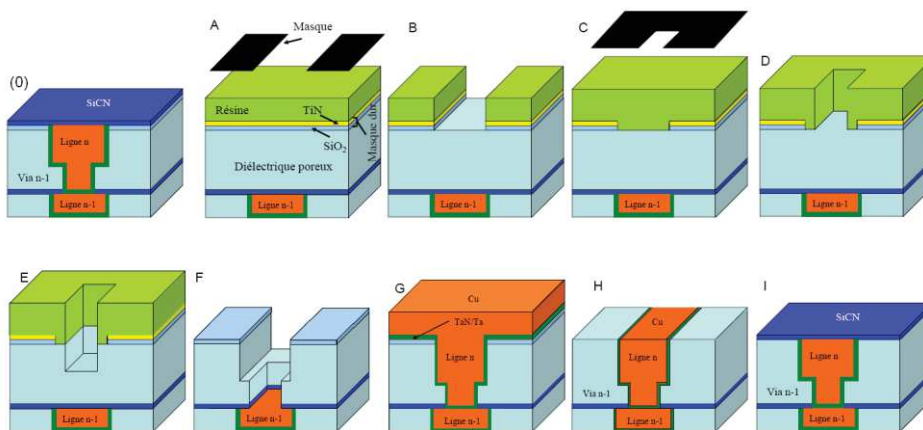 (0)
SiCN
Ligne n
Via n-1
Ligne n-1
A
Masque
Résine
TiN
SiO2
Masque dur
Diélectrique poreux
Ligne n-1
B
Ligne n-1
C
Ligne n-1
D
Ligne n-1
E
Ligne n-1
F
Ligne n-1
G
Cu
TaN/Ta
Ligne n
Ligne n-1
H
Cu
Ligne n
Via n-1
Ligne n-1
I
SiCN
Ligne n
Via n-1
Ligne n-1